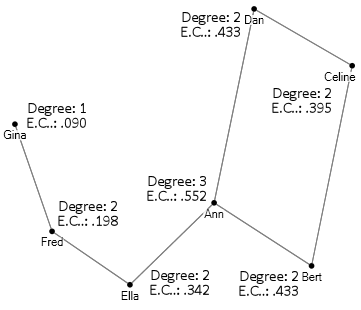 Degree: 2
E.C..: .433
Dan
Celine
Degree: 2
E.C..: .395
Degree: 1
E.C..: .090
Gina
Degree: 3
E.C..: .552
Ann
Degree: 2
E.C..: .198
Fred
Degree: 2
E.C..: .342
Ella
Degree: 2
E.C..: .433
Bert